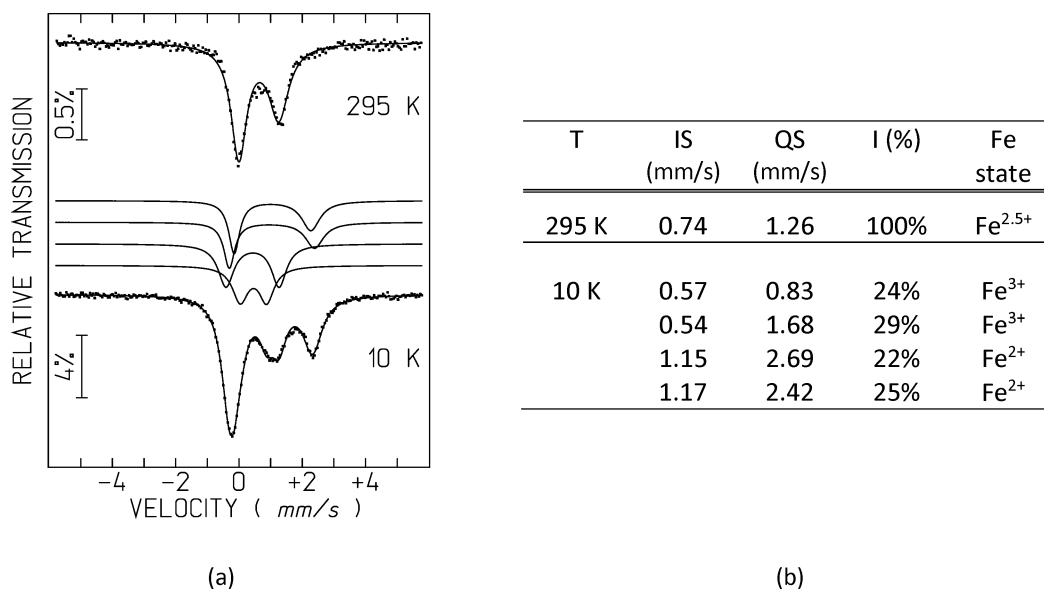 RELATIVE TRANSMISSION
0.5%
295 K
4%
10 K
−4 −2 0 +2 +4
VELOCITY ( mm/s )
(a)
T IS (mm/s) QS (mm/s) I (%) Fe state
295 K 0.74 1.26 100% Fe2.5+
10 K 0.57 0.83 24% Fe3+
0.54 1.68 29% Fe3+
1.15 2.69 22% Fe2+
1.17 2.42 25% Fe2+
(b)